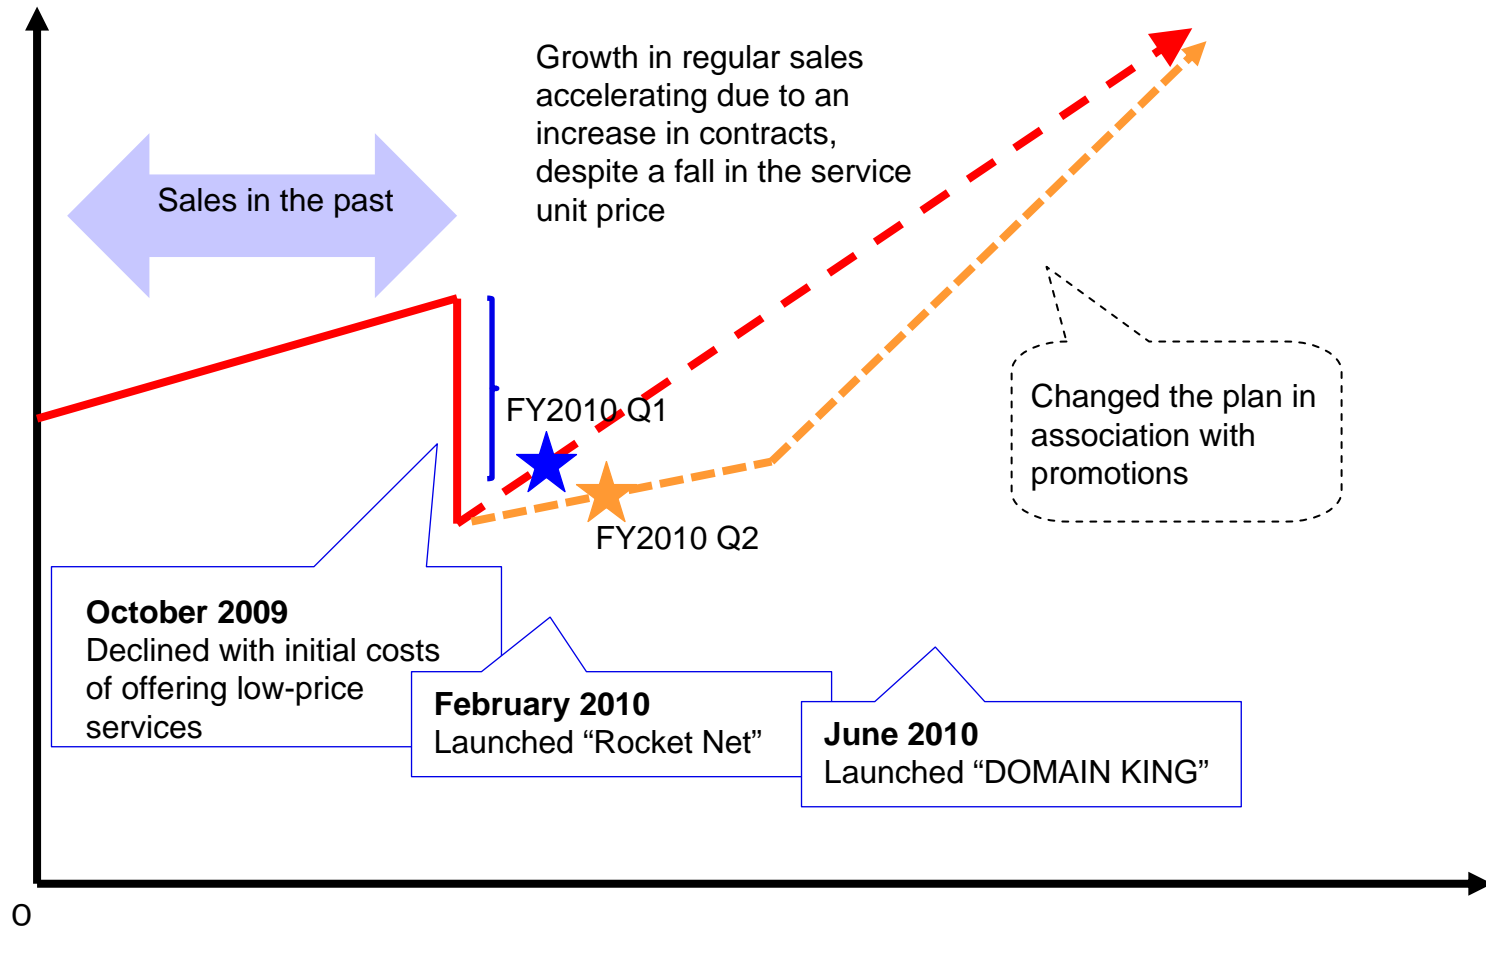 Growth in regular sales
accelerating due to an
increase in contracts,
despite a fall in the service
unit price
Sales in the past
FY2010 Q1
Changed the plan in
association with
promotions
FY2010 Q2
October 2009
Declined with initial costs
of offering low-price
services
February 2010
Launched “Rocket Net”
June 2010
Launched “DOMAIN KING”
O